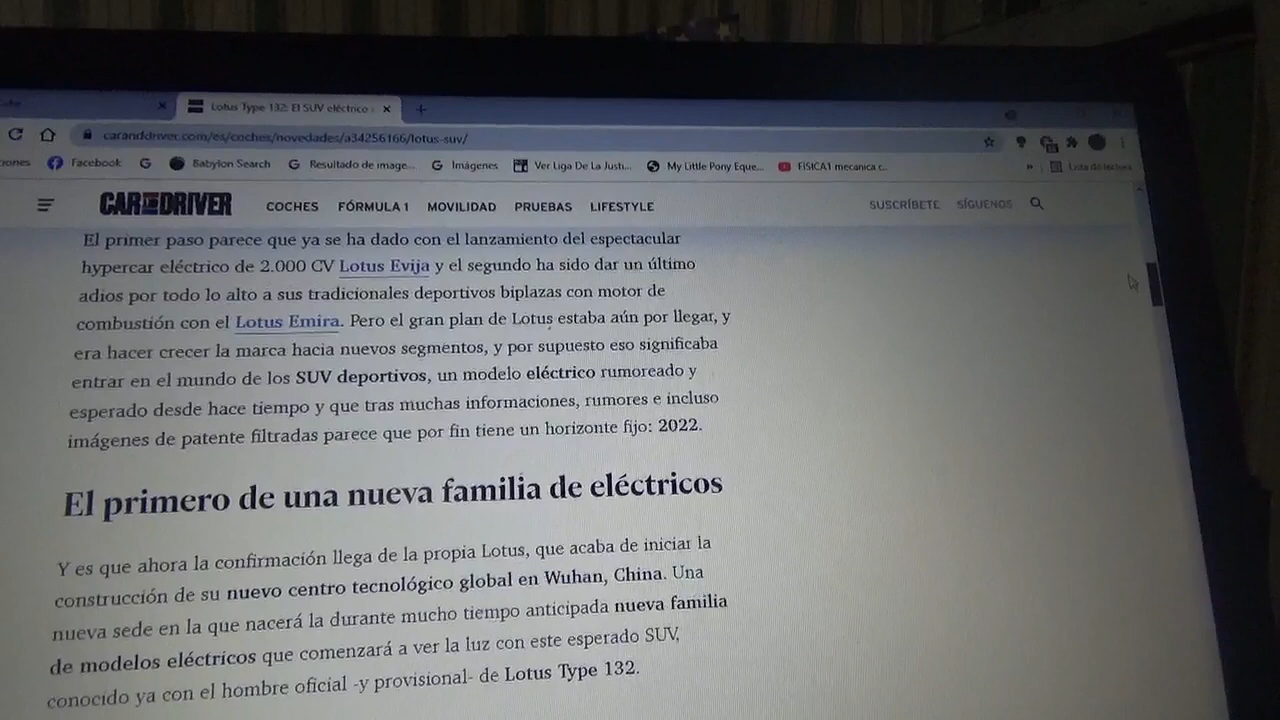 Lotus Type 132: El SUV eléctrico
caranddriver.com/es/coches/novedades/a34256166/lotus-suv/
iones Facebook Babylon Search Resultado de image... Imágenes Ver Liga De La Justi... My Little Pony Eque... FISICA1 mecanica c... » Lista de lectura
CAR AND DRIVER COCHES FÓRMULA 1 MOVILIDAD PRUEBAS LIFESTYLE SUSCRÍBETE SÍGUENOS
El primer paso parece que ya se ha dado con el lanzamiento del espectacular
hypercar eléctrico de 2.000 CV Lotus Evija y el segundo ha sido dar un último
adios por todo lo alto a sus tradicionales deportivos biplazas con motor de
combustión con el Lotus Emira. Pero el gran plan de Lotus estaba aún por llegar, y
era hacer crecer la marca hacia nuevos segmentos, y por supuesto eso significaba
entrar en el mundo de los SUV deportivos, un modelo eléctrico rumoreado y
esperado desde hace tiempo y que tras muchas informaciones, rumores e incluso
imágenes de patente filtradas parece que por fin tiene un horizonte fijo: 2022.
El primero de una nueva familia de eléctricos
Y es que ahora la confirmación llega de la propia Lotus, que acaba de iniciar la
construcción de su nuevo centro tecnológico global en Wuhan, China. Una
nueva sede en la que nacerá la durante mucho tiempo anticipada nueva familia
de modelos eléctricos que comenzará a ver la luz con este esperado SUV,
conocido ya con el hombre oficial -y provisional- de Lotus Type 132.